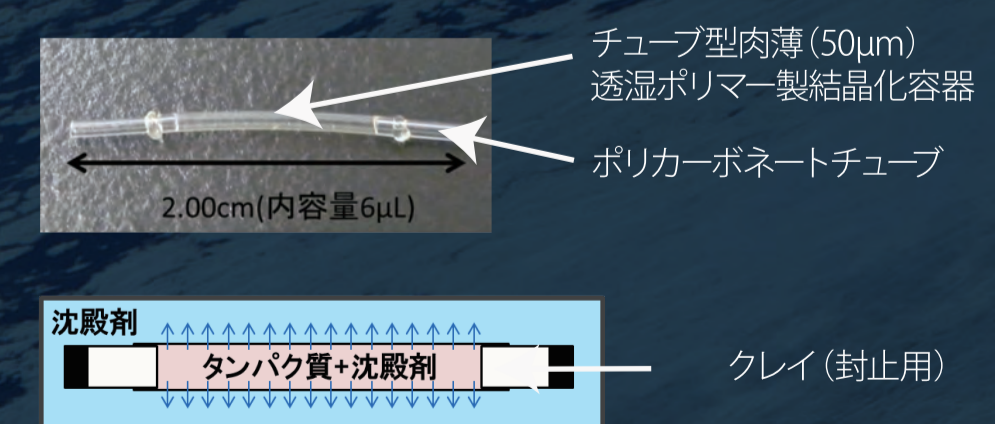 チューブ型肉薄（50μm）
透湿ポリマー製結晶化容器
ポリカーボネートチューブ
2.00cm(内容量6μL)
沈殿剤
タンパク質+沈殿剤
クレイ（封止用）